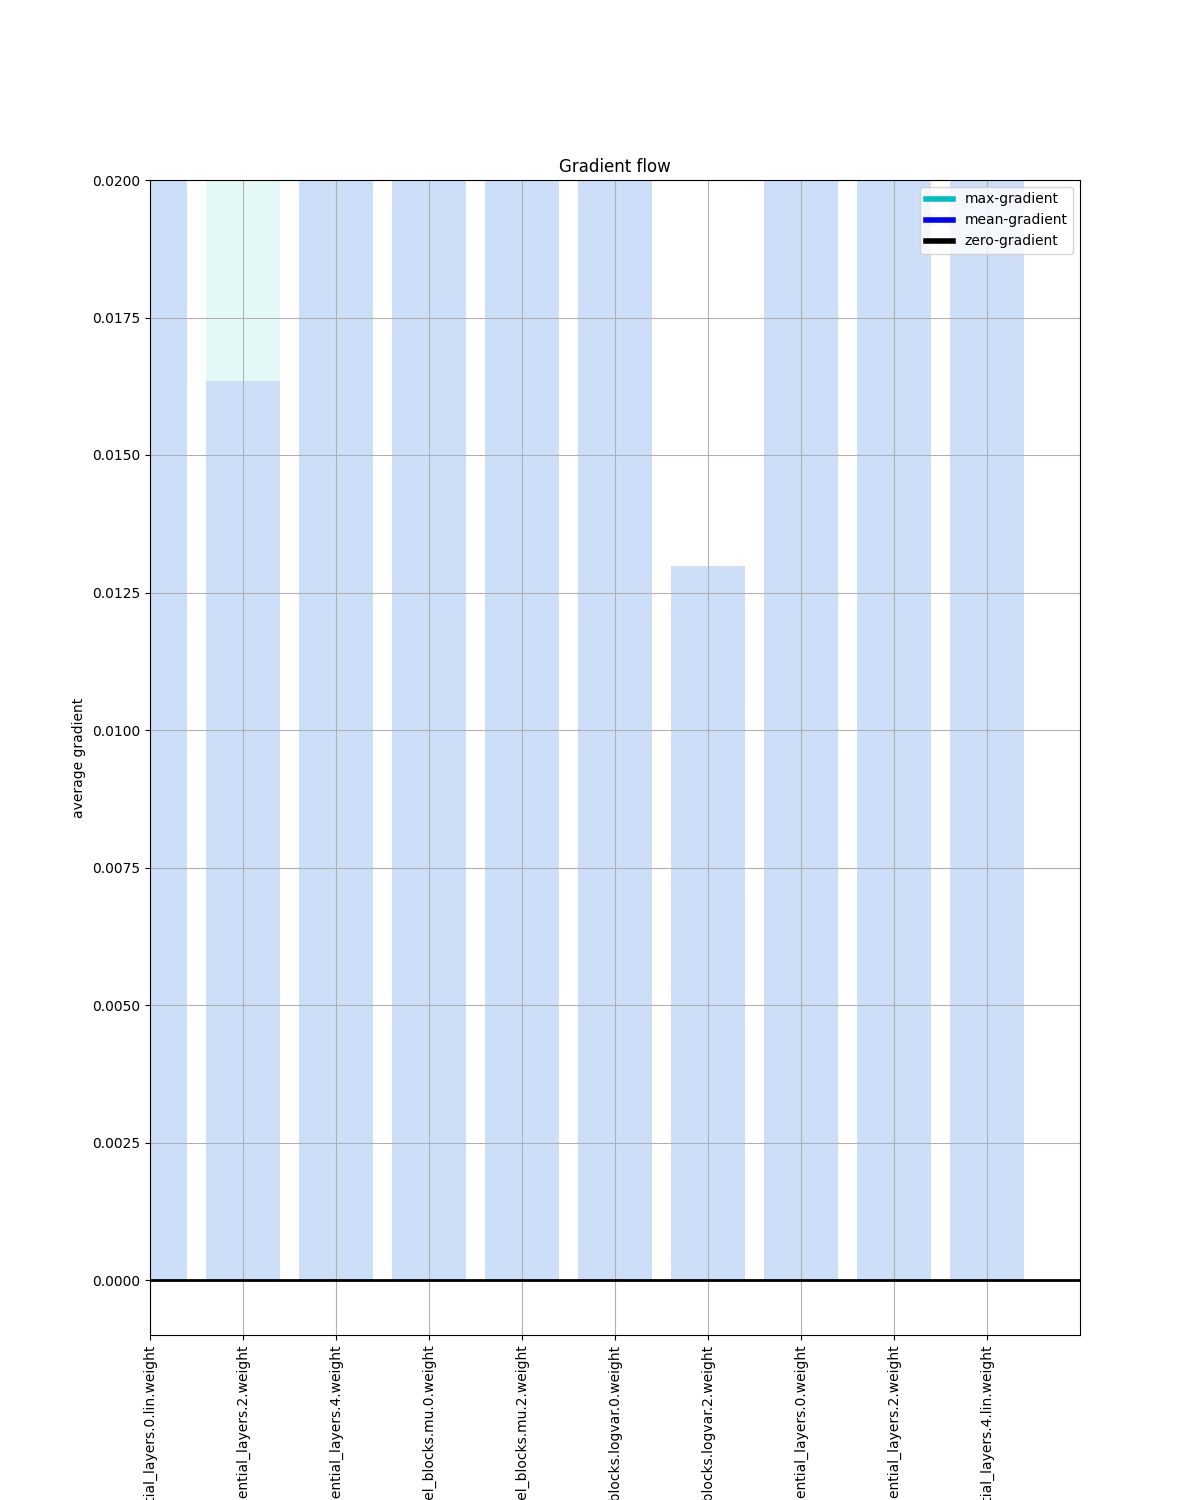 Gradient flow
max-gradient
mean-gradient
zero-gradient
0.0200
0.0175
0.0150
0.0125
0.0100
0.0075
0.0050
0.0025
0.0000
average gradient
tial_layers.0.lin.weight
ential_layers.2.weight
ential_layers.4.weight
el_blocks.mu.0.weight
el_blocks.mu.2.weight
blocks.logvar.0.weight
blocks.logvar.2.weight
ential_layers.0.weight
ential_layers.2.weight
tial_layers.4.lin.weight